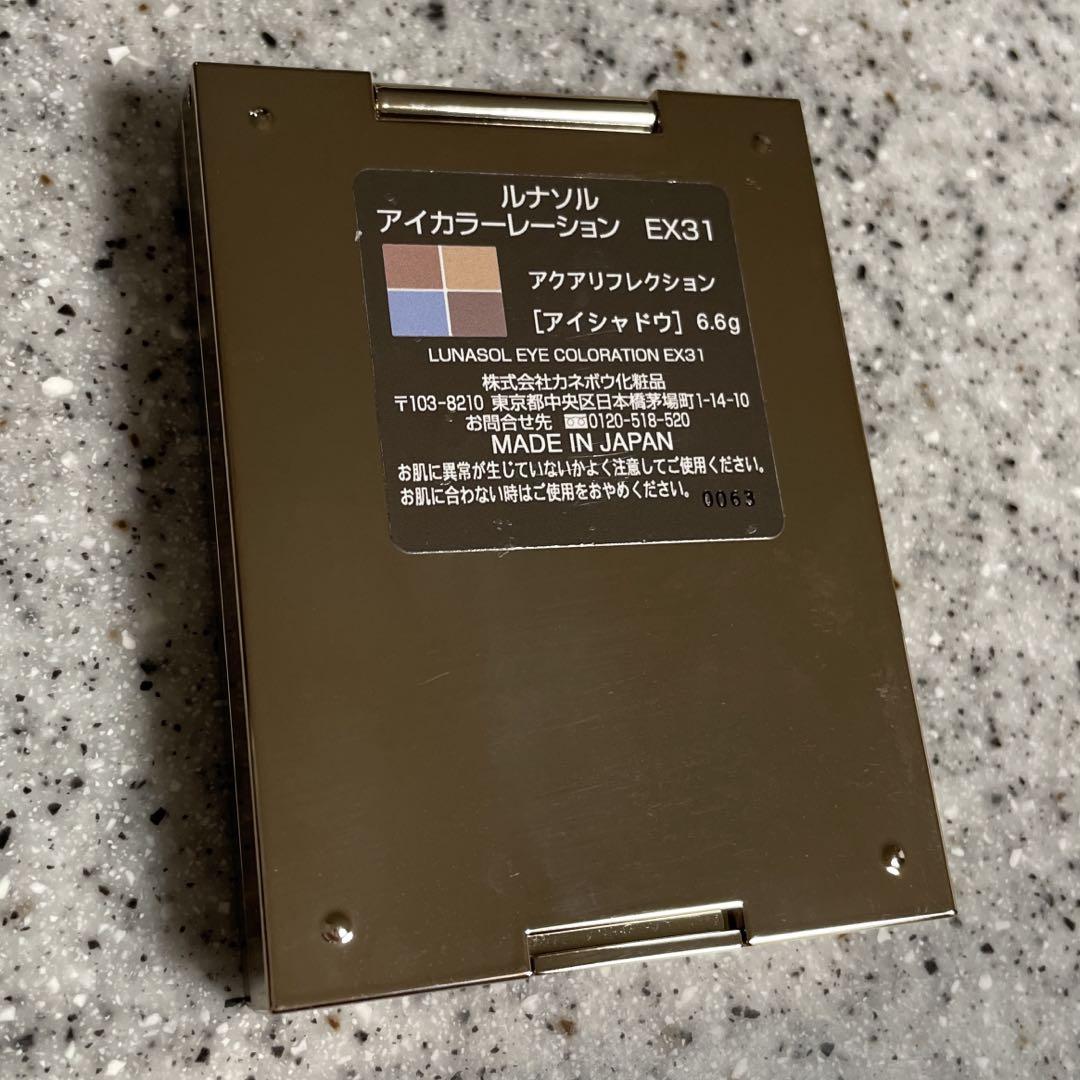 ルナソル
アイカラーレーション EX31
アクアリフレクション
[アイシャドウ] 6.6g
LUNASOL EYE COLORATION EX31
株式会社カネボウ化粧品
〒103-8210 東京都中央区日本橋茅場町1-14-10
お問合せ先 0120-518-520
MADE IN JAPAN
お肌に異常が生じていないかよく注意してご使用ください。
お肌に合わない時はご使用をおやめください。 0063